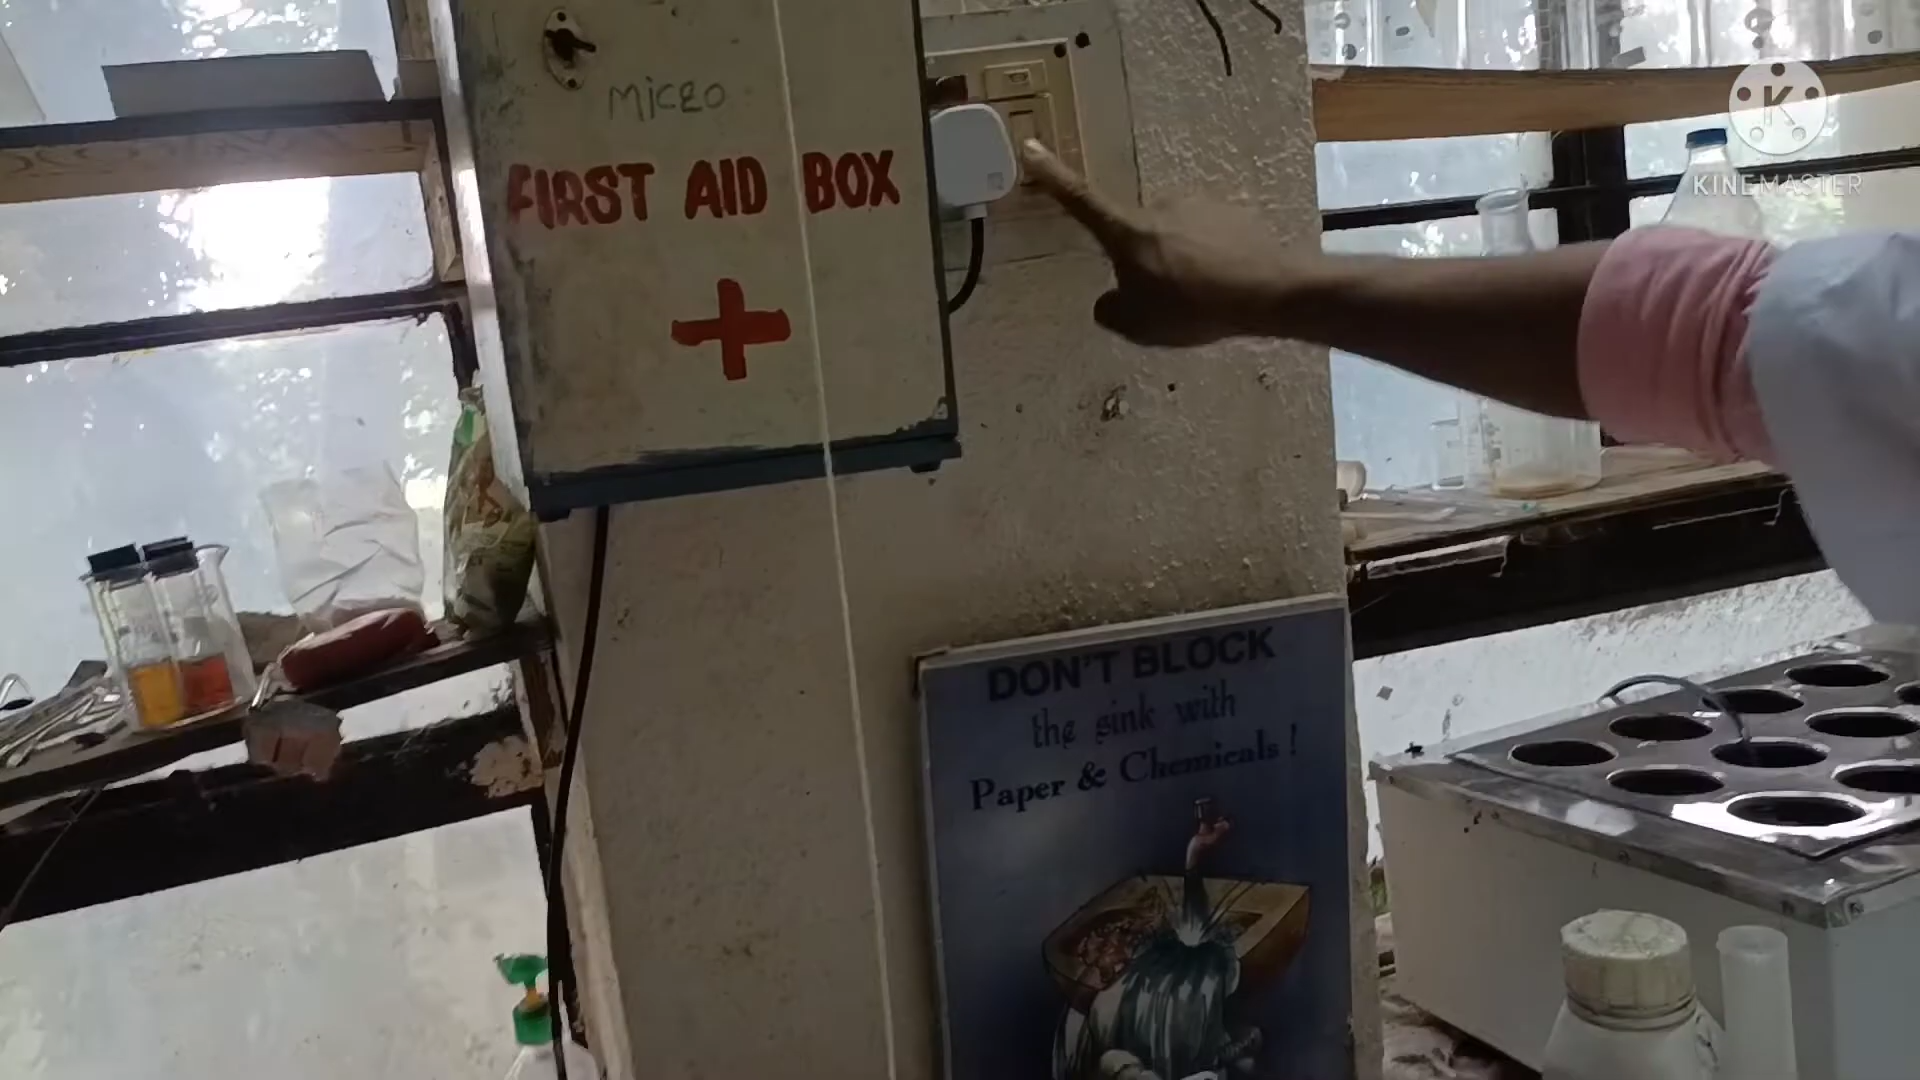 MICRO
FIRST AID BOX
K
KINEMASTER
DON'T BLOCK
the sink with
Paper & Chemicals !